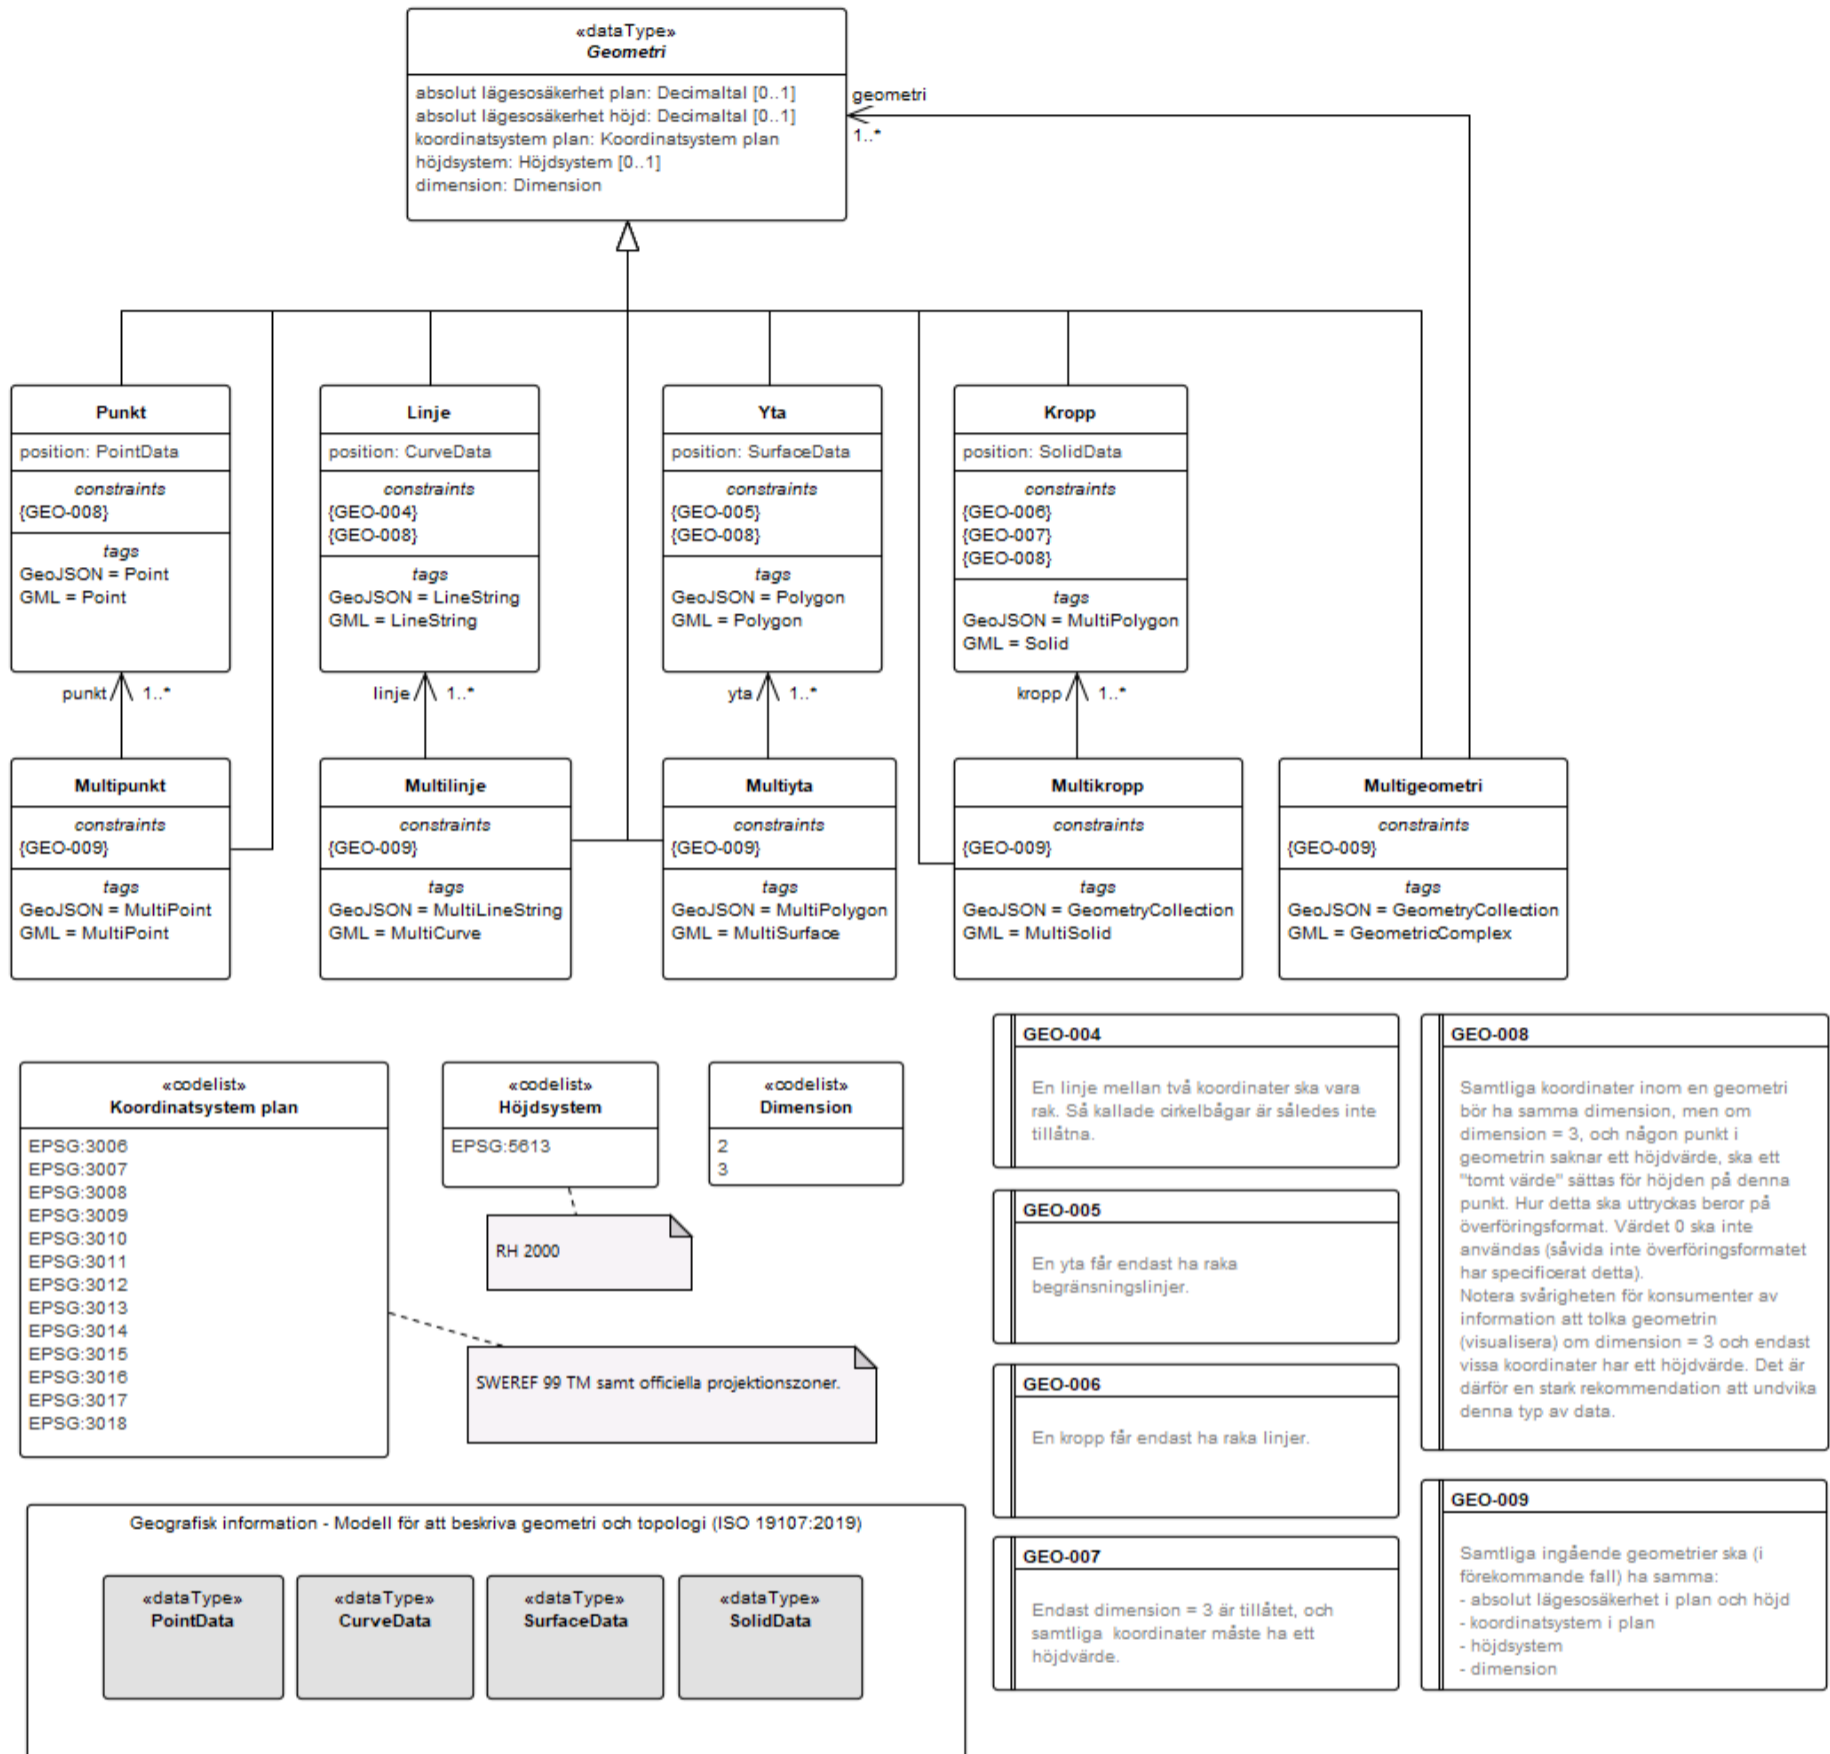 «dataType»
Geometri
absolut lägesosäkerhet plan: Decimaltal [0..1]
absolut lägesosäkerhet höjd: Decimaltal [0..1]
koordinatsystem plan: Koordinatsystem plan
höjdsystem: Höjdsystem [0..1]
dimension: Dimension
geometri
1..*
Punkt
position: PointData
constraints
{GEO-008}
tags
GeoJSON = Point
GML = Point
Linje
position: CurveData
constraints
{GEO-004}
{GEO-008}
tags
GeoJSON = LineString
GML = LineString
Yta
position: SurfaceData
constraints
{GEO-005}
{GEO-008}
tags
GeoJSON = Polygon
GML = Polygon
Kropp
position: SolidData
constraints
{GEO-006}
{GEO-007}
{GEO-008}
tags
GeoJSON = MultiPolygon
GML = Solid
punkt 1..*
linje 1..*
yta 1..*
kropp 1..*
Multipunkt
constraints
{GEO-009}
tags
GeoJSON = MultiPoint
GML = MultiPoint
Multilinje
constraints
{GEO-009}
tags
GeoJSON = MultiLineString
GML = MultiCurve
Multiyta
constraints
{GEO-009}
tags
GeoJSON = MultiPolygon
GML = MultiSurface
Multikropp
constraints
{GEO-009}
tags
GeoJSON = GeometryCollection
GML = MultiSolid
Multigeometri
constraints
{GEO-009}
tags
GeoJSON = GeometryCollection
GML = GeometricComplex
«codelist»
Koordinatsystem plan
EPSG:3006
EPSG:3007
EPSG:3008
EPSG:3009
EPSG:3010
EPSG:3011
EPSG:3012
EPSG:3013
EPSG:3014
EPSG:3015
EPSG:3016
EPSG:3017
EPSG:3018
«codelist»
Höjdsystem
EPSG:5613
«codelist»
Dimension
2
3
RH 2000
SWEREF 99 TM samt officiella projektionszoner.
GEO-004
En linje mellan två koordinater ska vara
rak. Så kallade cirkelbågar är således inte
tillåtna.
GEO-005
En yta får endast ha raka
begränsningslinjer.
GEO-006
En kropp får endast ha raka linjer.
GEO-007
Endast dimension = 3 är tillåtet, och
samtliga koordinater måste ha ett
höjdvärde.
GEO-008
Samtliga koordinater inom en geometri
bör ha samma dimension, men om
dimension = 3, och någon punkt i
geometrin saknar ett höjdvärde, ska ett
"tomt värde" sättas för höjden på denna
punkt. Hur detta ska uttryckas beror på
överföringsformat. Värdet 0 ska inte
användas (såvida inte överföringsformatet
har specificerat detta).
Notera svårigheten för konsumenter av
information att tolka geometrin
(visualisera) om dimension = 3 och endast
vissa koordinater har ett höjdvärde. Det är
därför en stark rekommendation att undvika
denna typ av data.
GEO-009
Samtliga ingående geometrier ska (i
förekommande fall) ha samma:
- absolut lägesosäkerhet i plan och höjd
- koordinatsystem i plan
- höjdsystem
- dimension
Geografisk information - Modell för att beskriva geometri och topologi (ISO 19107:2019)
«dataType»
PointData
«dataType»
CurveData
«dataType»
SurfaceData
«dataType»
SolidData